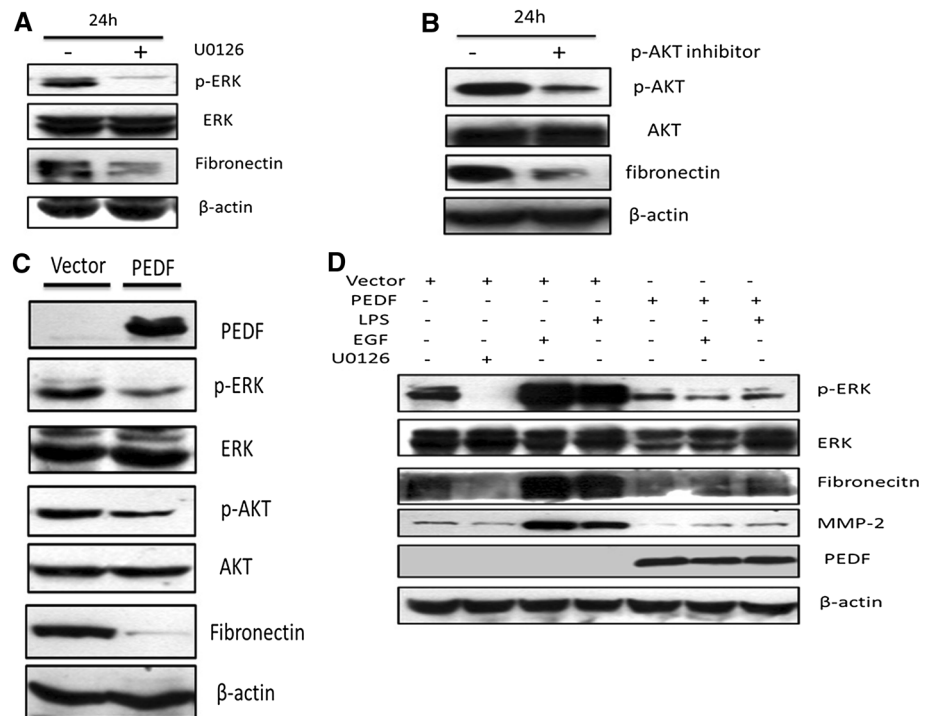 A
24h
- + U0126
p-ERK
ERK
Fibronectin
β-actin
B
24h
- + p-AKT inhibitor
p-AKT
AKT
fibronectin
β-actin
C
Vector PEDF
PEDF
p-ERK
ERK
p-AKT
AKT
Fibronectin
β-actin
D
Vector + + + + - - -
PEDF - - - - + + +
LPS - - - + - - +
EGF - - + - - + -
U0126 - + - - - - -
p-ERK
ERK
Fibronecitn
MMP-2
PEDF
β-actin